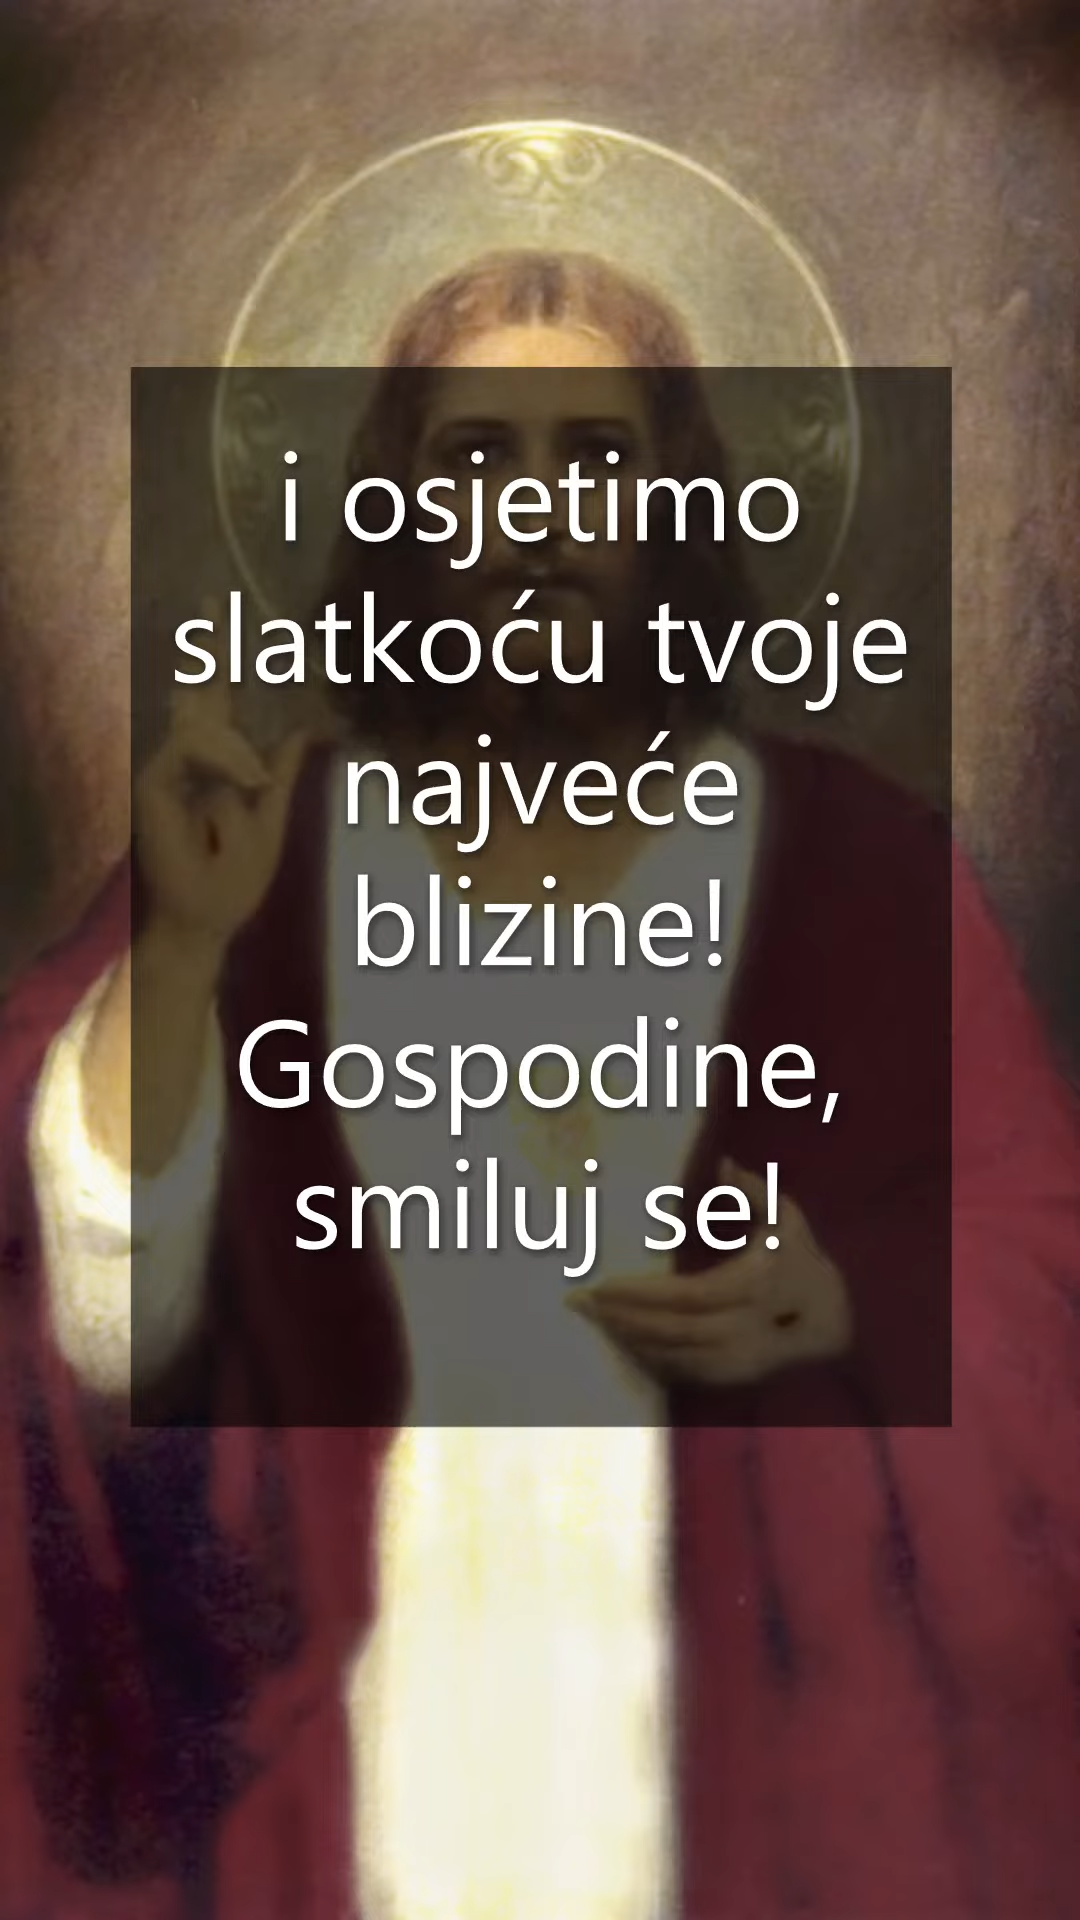 i osjetimo
slatkoću tvoje
najveće
blizine!
Gospodine,
smiluj se!